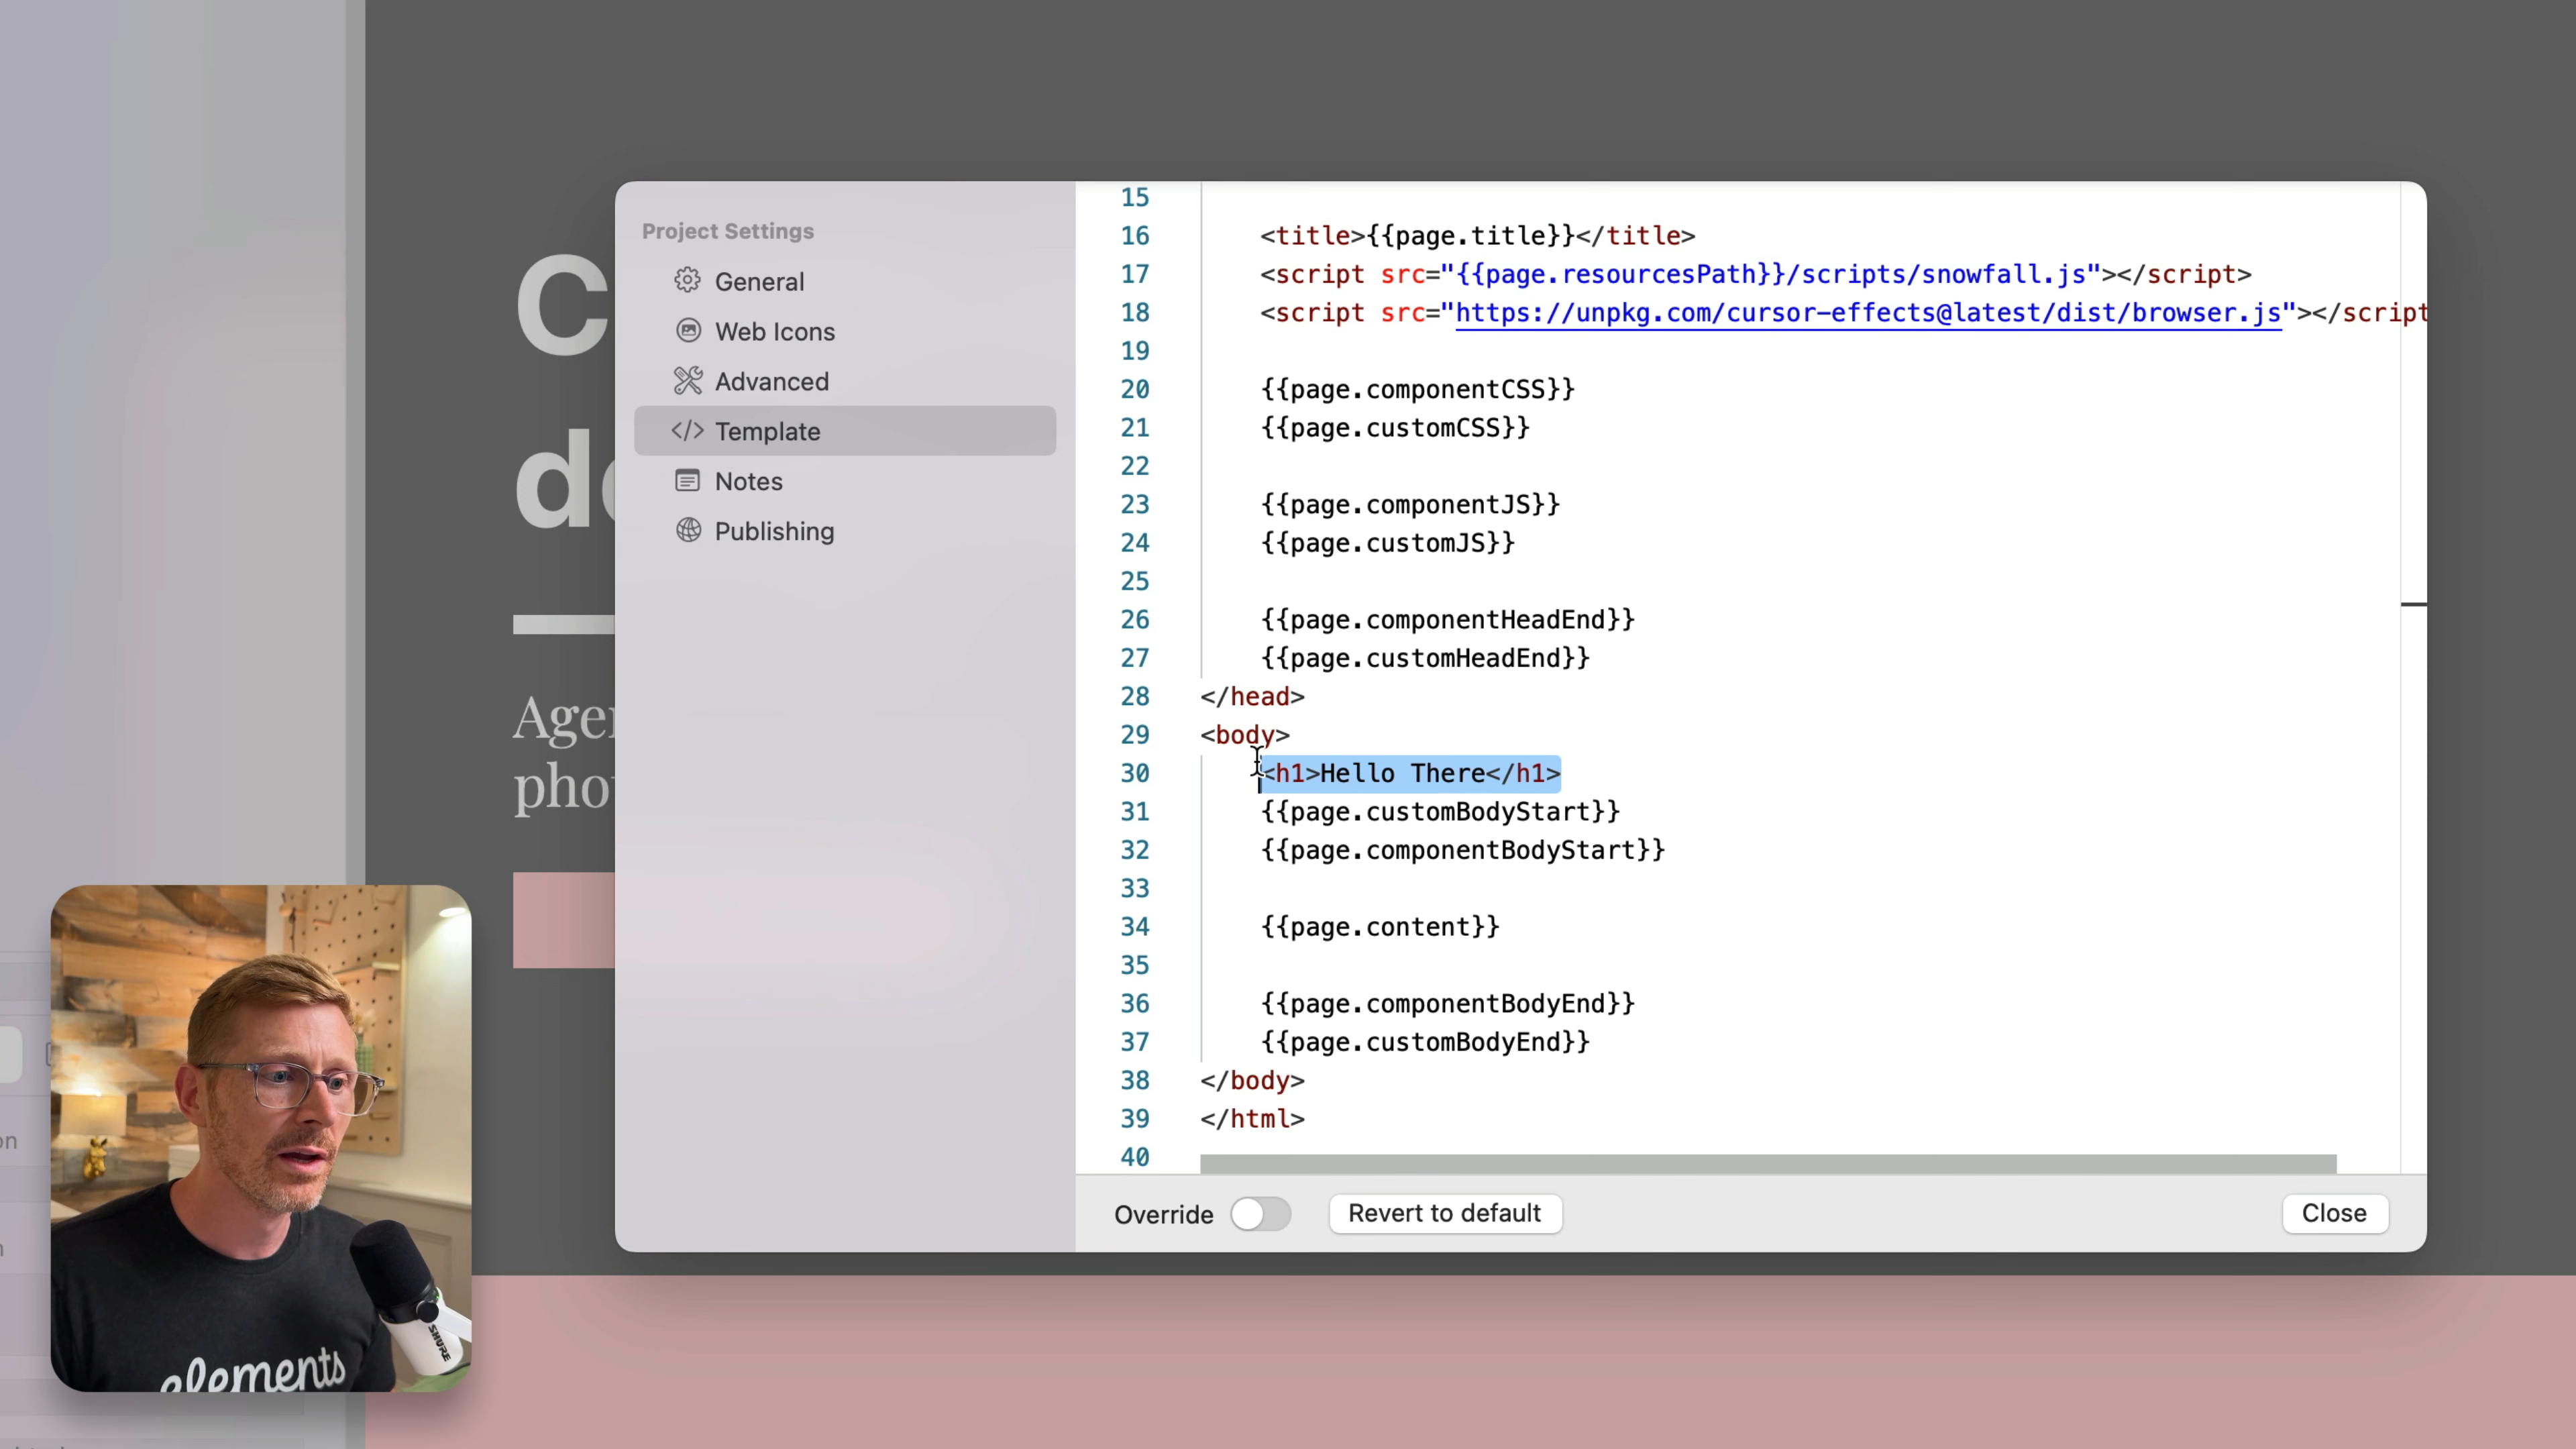 C
de
Agen
phot
Project Settings
General
Web Icons
Advanced
Template
Notes
Publishing
15
16 <title>{{page.title}}</title>
17 <script src="{{page.resourcesPath}}/scripts/snowfall.js"></script>
18 <script src="https://unpkg.com/cursor-effects@latest/dist/browser.js"></script
19
20 {{page.componentCSS}}
21 {{page.customCSS}}
22
23 {{page.componentJS}}
24 {{page.customJS}}
25
26 {{page.componentHeadEnd}}
27 {{page.customHeadEnd}}
28 </head>
29 <body>
30 <h1>Hello There</h1>
31 {{page.customBodyStart}}
32 {{page.componentBodyStart}}
33
34 {{page.content}}
35
36 {{page.componentBodyEnd}}
37 {{page.customBodyEnd}}
38 </body>
39 </html>
40
Override
Revert to default
Close
on
elements
SHURE